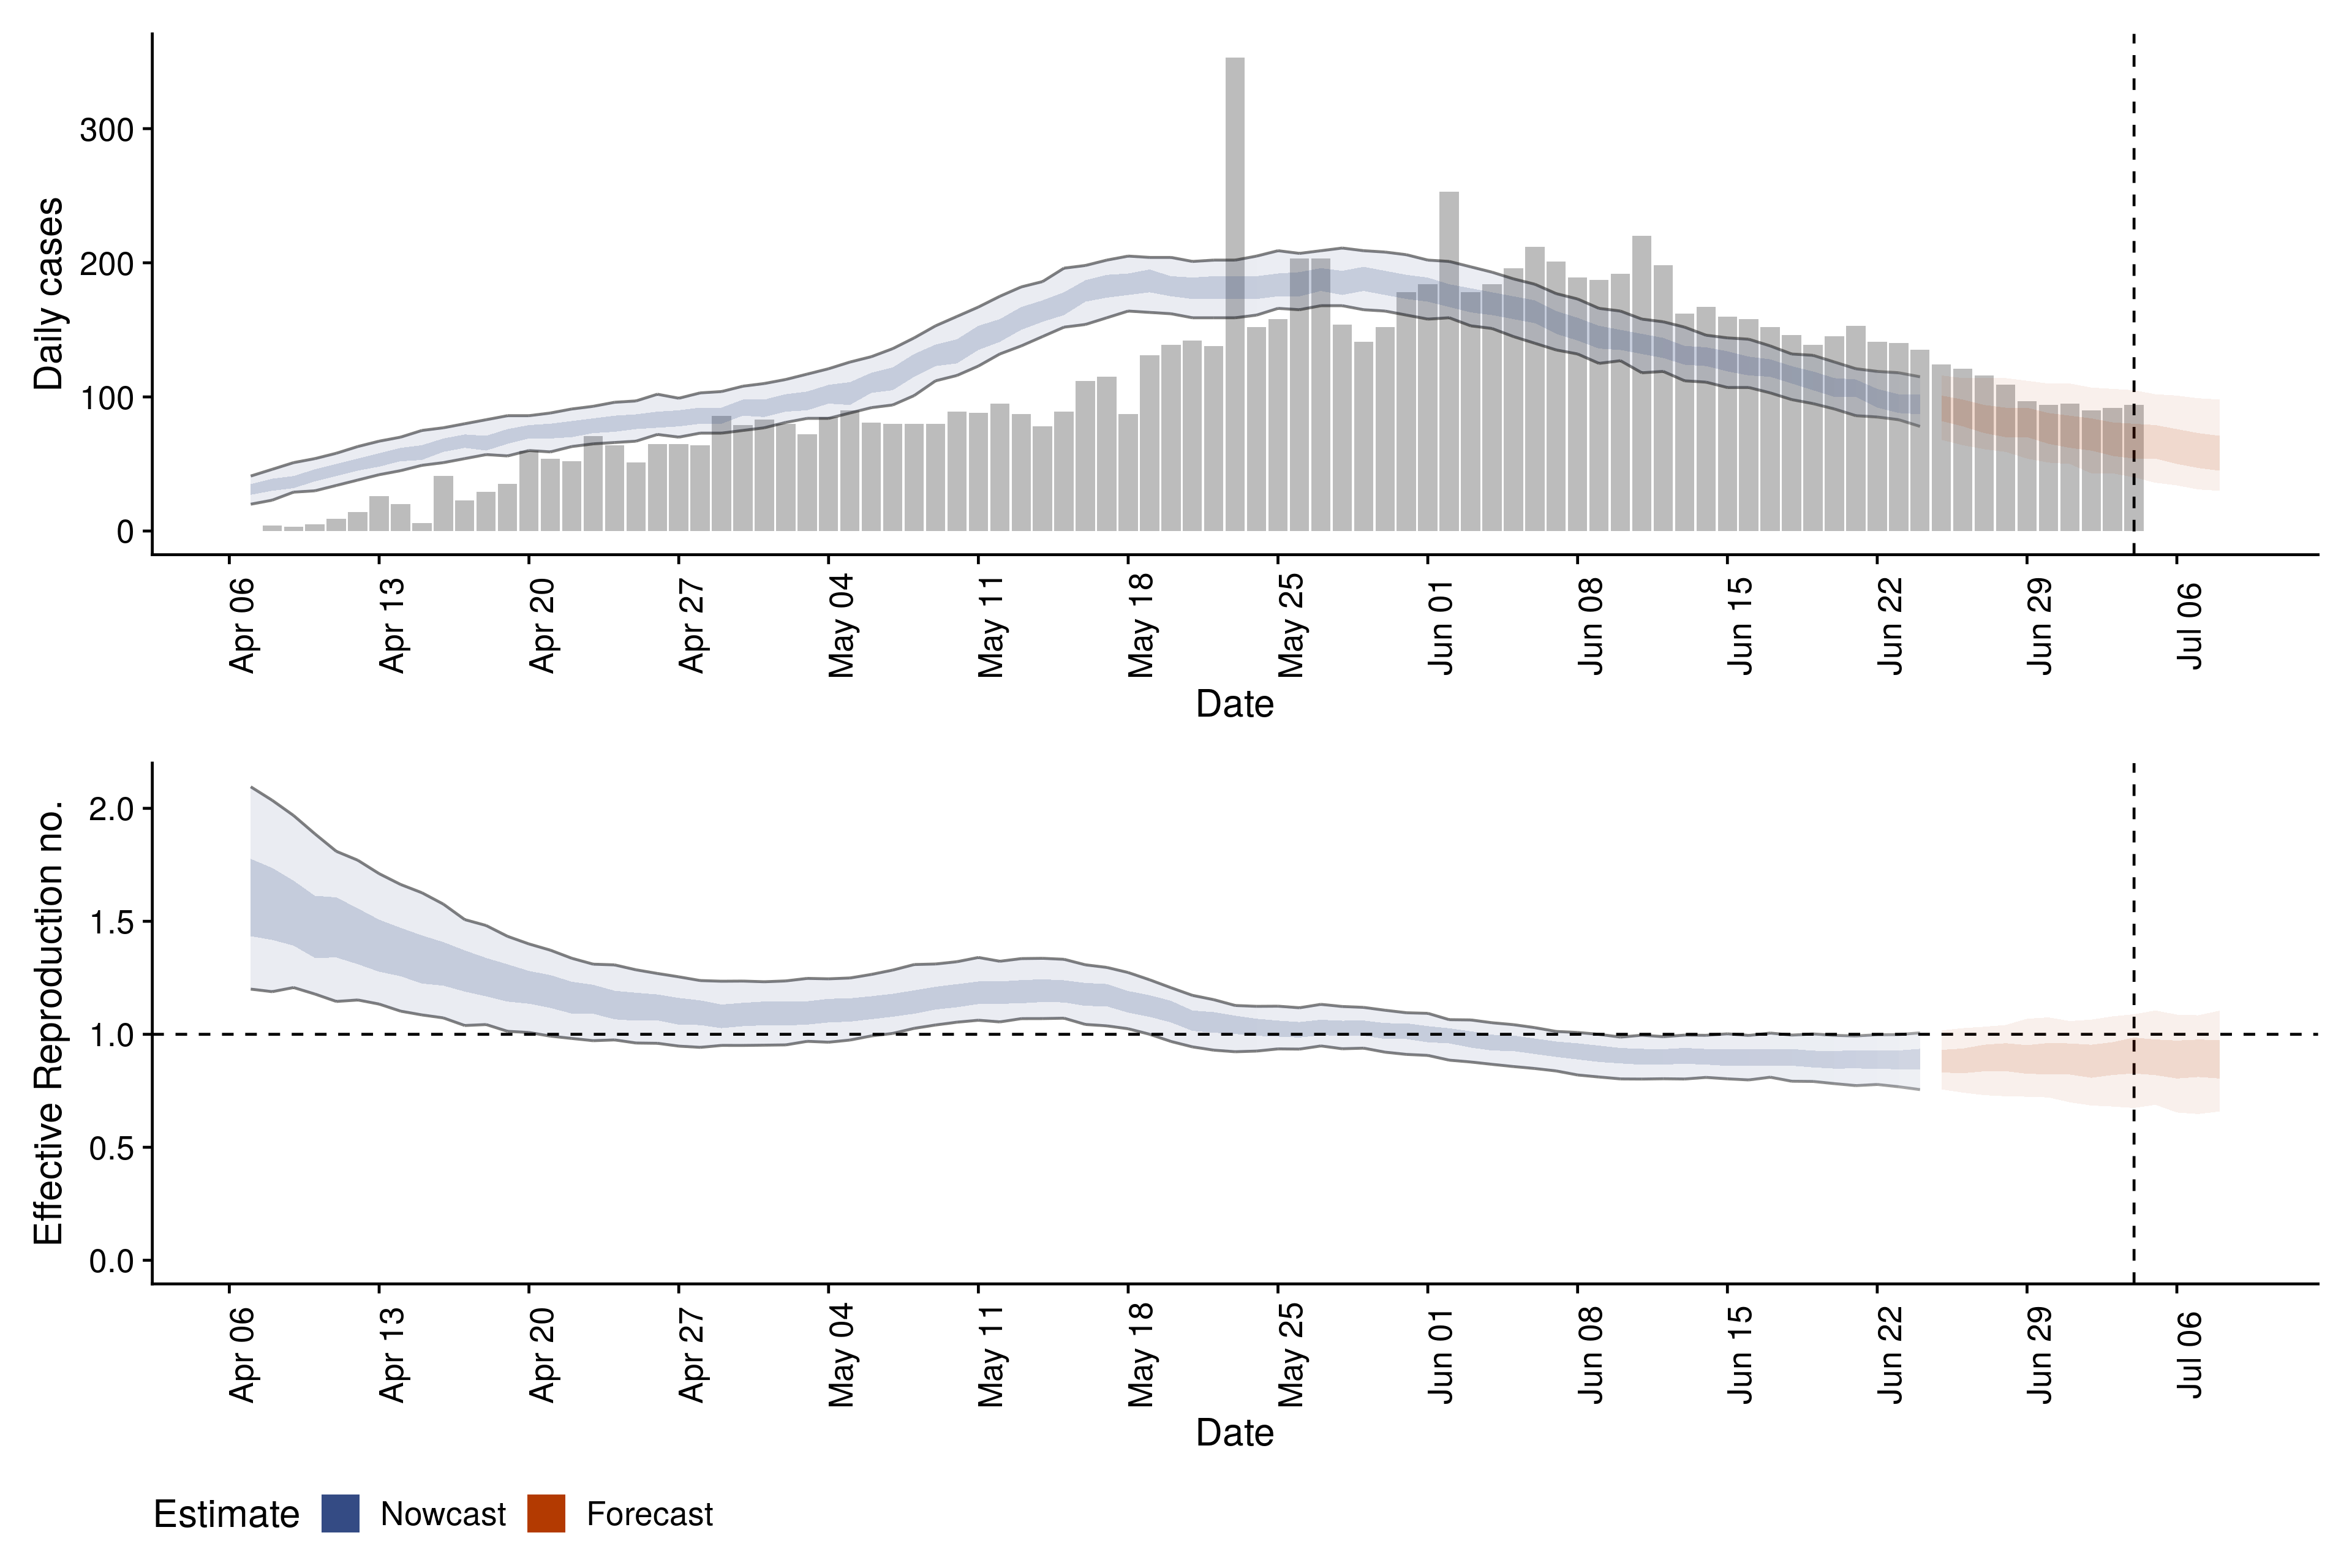 Daily cases
300
200
100
0
Apr 06
Apr 13
Apr 20
Apr 27
May 04
May 11
May 18
May 25
Jun 01
Jun 08
Jun 15
Jun 22
Jun 29
Jul 06
Date
Effective Reproduction no.
2.0
1.5
1.0
0.5
0.0
Apr 06
Apr 13
Apr 20
Apr 27
May 04
May 11
May 18
May 25
Jun 01
Jun 08
Jun 15
Jun 22
Jun 29
Jul 06
Date
Estimate Nowcast Forecast